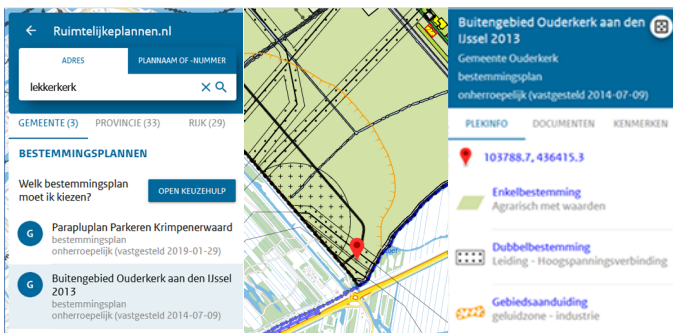 Ruimtelijkeplannen.nl
ADRES
PLANNAAM OF -NUMMER
lekkerkerk
GEMEENTE (3)
PROVINCIE (33)
RIJK (29)
BESTEMMINGSPLANNEN
Welk bestemmingsplan
moet ik kiezen?
OPEN KEUZEHULP
G
Parapluplan Parkeren Krimpenerwaard
bestemmingsplan
onherroepelijk (vastgesteld 2019-01-29)
G
Buitengebied Ouderkerk aan den IJssel
2013
bestemmingsplan
onherroepelijk (vastgesteld 2014-07-09)
Buitengebied Ouderkerk aan den
IJssel 2013
Gemeente Ouderkerk
bestemmingsplan
onherroepelijk (vastgesteld 2014-07-09)
PLEKINFO
DOCUMENTEN
KENMERKEN
103788.7, 436415.3
Enkelbestemming
Agrarisch met waarden
Dubbelbestemming
Leiding - Hoogspanningsverbinding
Gebiedsaanduiding
geluidzone - industrie